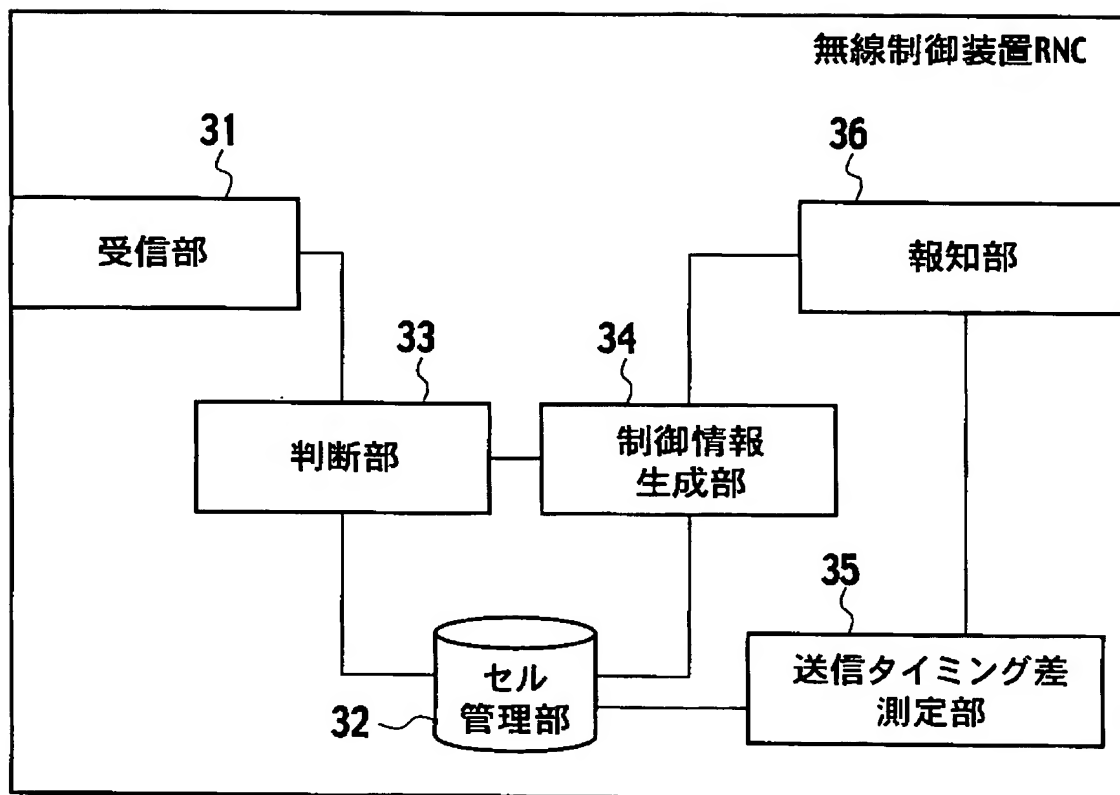 無線制御装置RNC
31
36
受信部
報知部
33
34
判断部
制御情報
生成部
35
セル
管理部
32
送信タイミング差
測定部